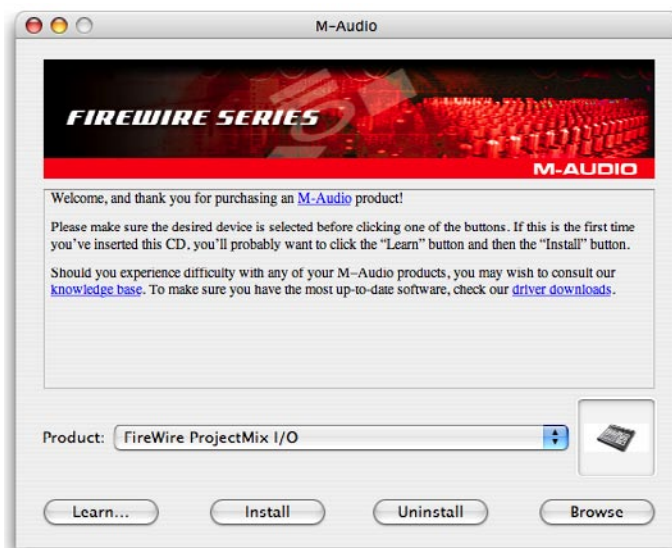 M-Audio
FIREWIRE SERIES
M-AUDIO
Welcome, and thank you for purchasing an M-Audio product!
Please make sure the desired device is selected before clicking one of the buttons. If this is the first time
you've inserted this CD, you'll probably want to click the “Learn” button and then the “Install” button.
Should you experience difficulty with any of your M–Audio products, you may wish to consult our
knowledge base. To make sure you have the most up-to-date software, check our driver downloads.
Product: FireWire ProjectMix I/O
Learn... Install Uninstall Browse